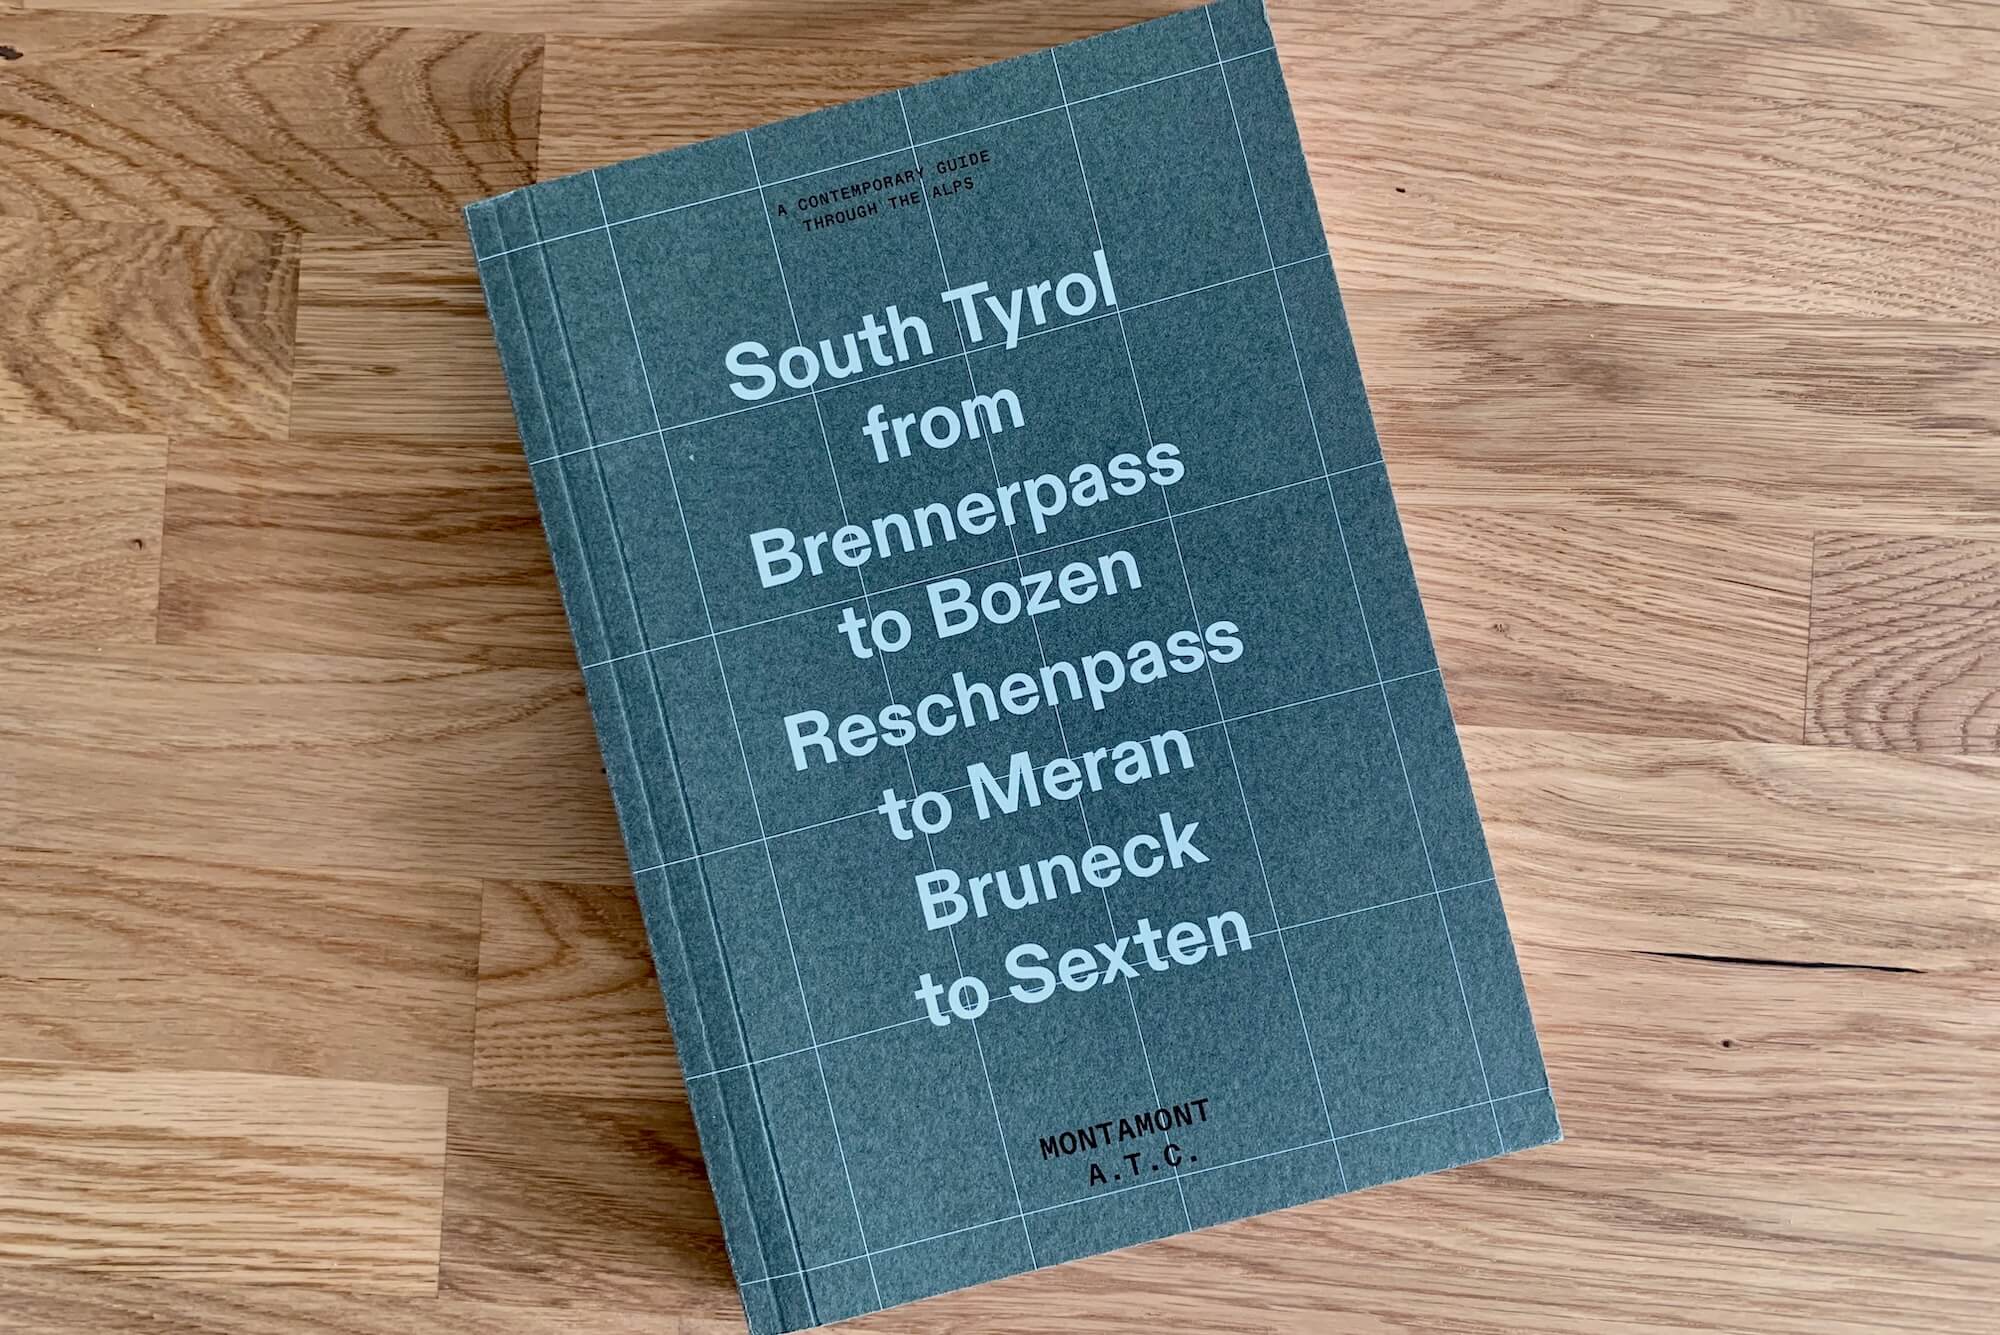 A CONTEMPORARY GUIDE
THROUGH THE ALPS
South Tyrol
from
Brennerpass
to Bozen
Reschenpass
to Meran
Bruneck
to Sexten
MONTAMONT
A.T.C.